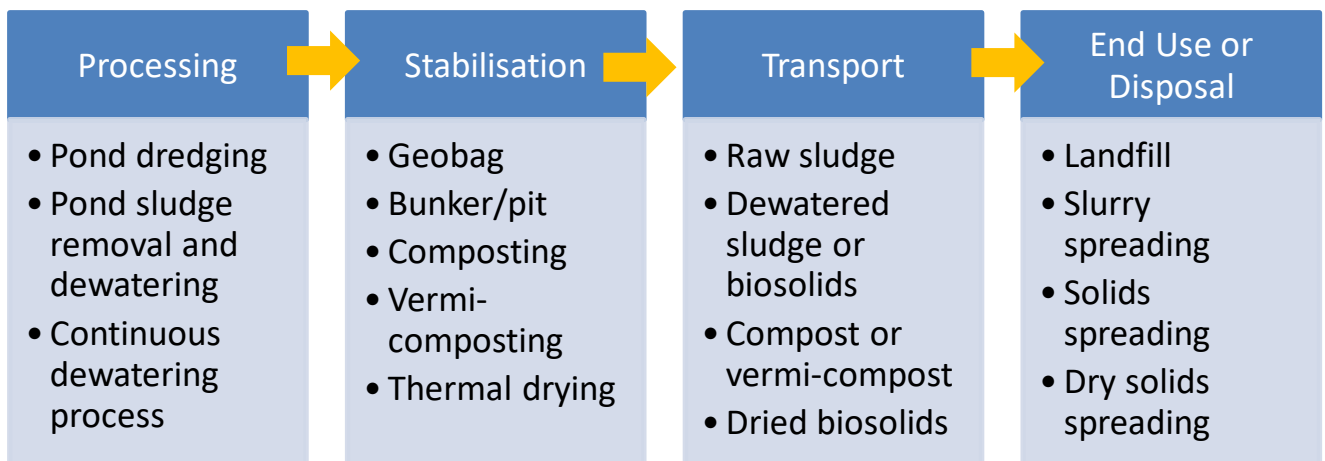 Processing
• Pond dredging
• Pond sludge
removal and
dewatering
• Continuous
dewatering
process
Stabilisation
• Geobag
• Bunker/pit
• Composting
• Vermi-
composting
• Thermal drying
Transport
• Raw sludge
• Dewatered
sludge or
biosolids
• Compost or
vermi-compost
• Dried biosolids
End Use or
Disposal
• Landfill
• Slurry
spreading
• Solids
spreading
• Dry solids
spreading